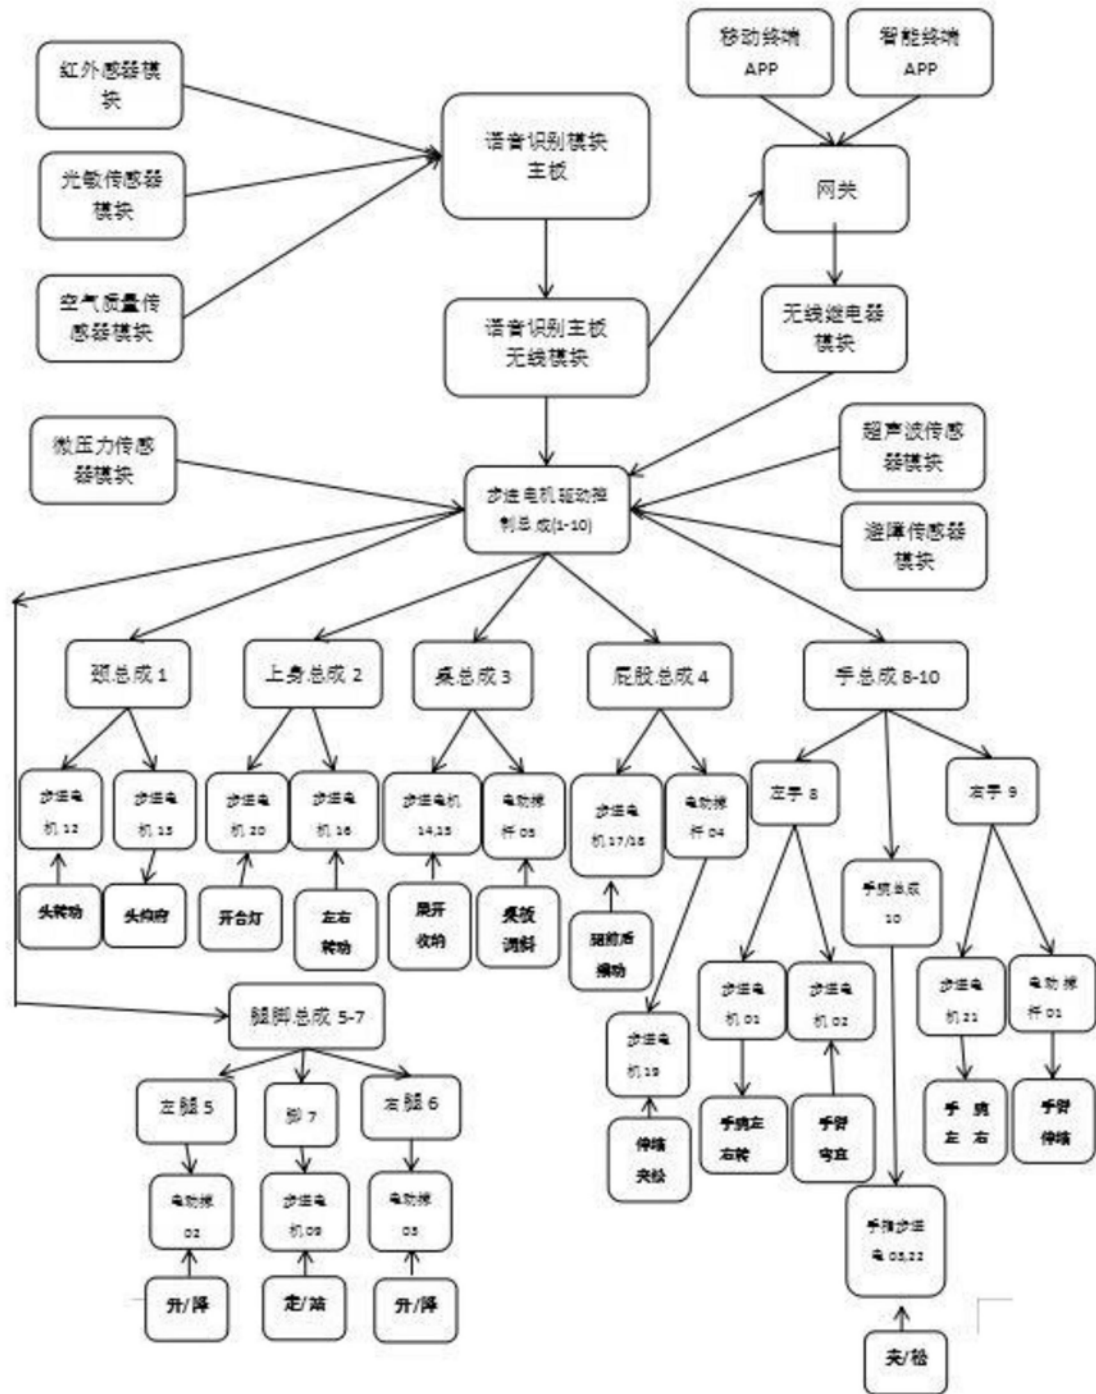 移动终端
APP
智能终端
APP
红外感器模
块
语音识别模块
主板
光敏传感器
模块
网关
空气质量传
感器模块
语音识别主板
无线模块
无线继电器
模块
微压力传感
器模块
超声波传感
器模块
步进电机驱动控
制总成(1-10)
避障传感器
模块
颈总成 1
上身总成 2
桌总成 3
屁股总成 4
手总成 8-10
步进电
机 12
步进电
机 13
步进电
机 20
步进电
机 16
步进电机
14,15
电动撑
杆 05
步进电
机 17/18
电动撑
杆 04
左手 8
右手 9
头转动
头仰府
开台灯
左右
转动
展开
收纳
桌板
调斜
腿前后
摆动
手腕总成
10
步进电
机 01
步进电
机 02
步进电
机 21
电动 撑
杆 01
腿脚总成 5-7
步进电
机 19
左腿 5
脚 7
右腿 6
手腕左
右转
手臂
弯直
手 腕
左 右
手臂
伸缩
伸缩
夹松
电动撑
02
步进电
机 09
电动撑
03
手指步进
电 03,22
升/降
走/站
升/降
夹/松